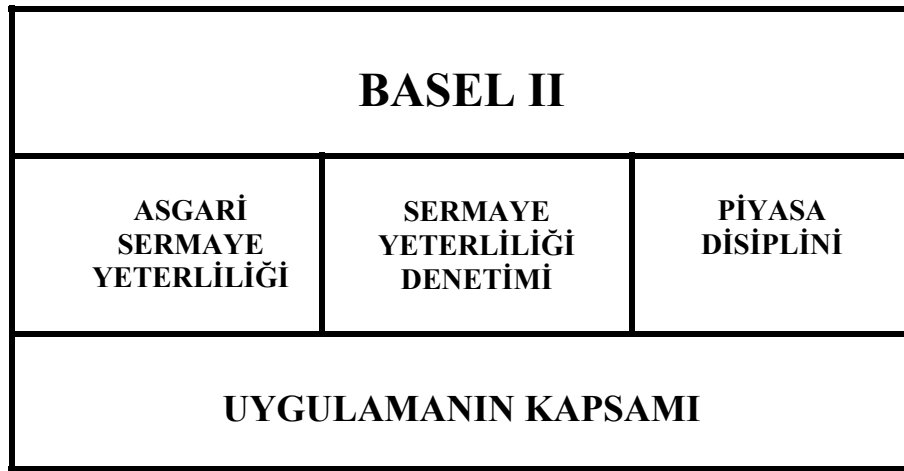 BASEL II
ASGARİ
SERMAYE
YETERLİLİĞİ
SERMAYE
YETERLİLİĞİ
DENETİMİ
PİYASA
DİSİPLİNİ
UYGULAMANIN KAPSAMI